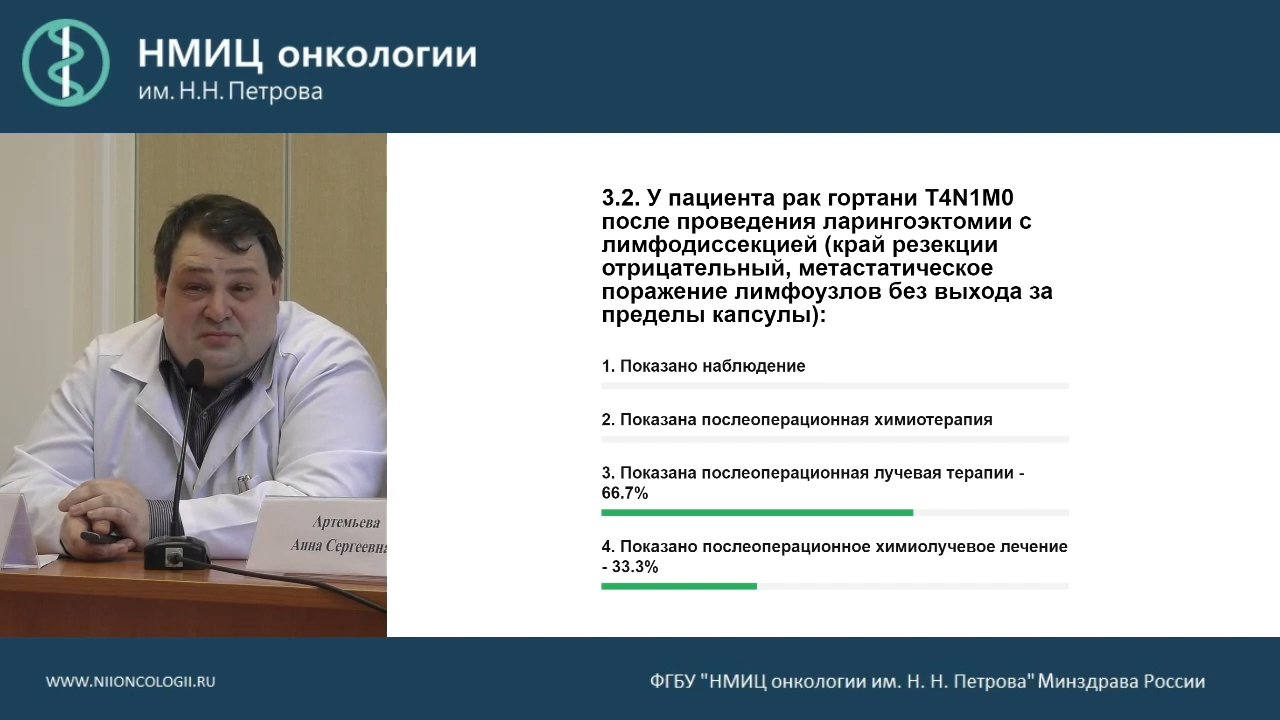 НМИЦ онкологии
им. Н.Н. Петрова
3.2. У пациента рак гортани T4N1M0
после проведения ларингоэктомии с
лимфодиссекцией (край резекции
отрицательный, метастатическое
поражение лимфоузлов без выхода за
пределы капсулы):
1. Показано наблюдение
2. Показана послеоперационная химиотерапия
3. Показана послеоперационная лучевая терапии -
66.7%
4. Показано послеоперационное химиолучевое лечение
- 33.3%
Артемьева
Анна Сергеевна
WWW.NIIONCOLOGII.RU
ФГБУ "НМИЦ онкологии им. Н. Н. Петрова" Минздрава России